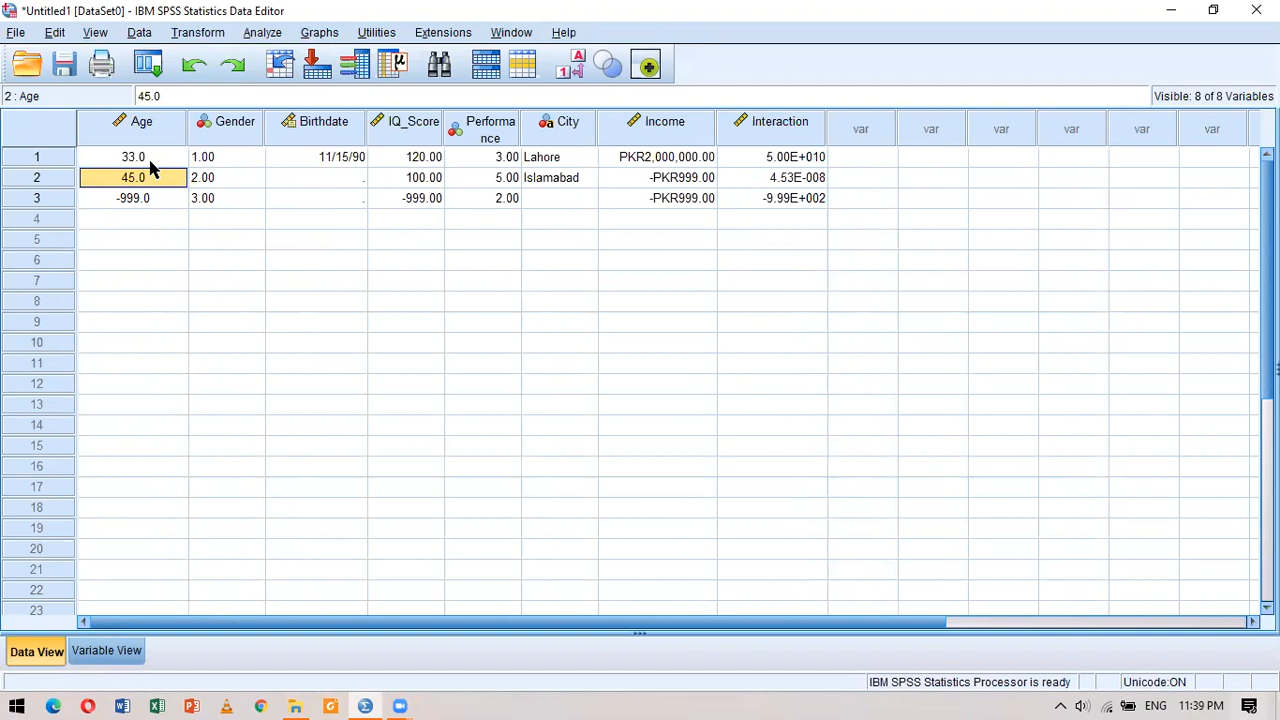 *Untitled1 [DataSet0] - IBM SPSS Statistics Data Editor
File Edit View Data Transform Analyze Graphs Utilities Extensions Window Help
2 : Age 45.0 Visible: 8 of 8 Variables
Age Gender Birthdate IQ_Score Performa nce City Income Interaction var var var var var var
1 33.0 1.00 11/15/90 120.00 3.00 Lahore PKR2,000,000.00 5.00E+010
2 45.0 2.00 . 100.00 5.00 Islamabad -PKR999.00 4.53E-008
3 -999.0 3.00 . -999.00 2.00 -PKR999.00 -9.99E+002
4
5
6
7
8
9
10
11
12
13
14
15
16
17
18
19
20
21
22
23
Data View Variable View
IBM SPSS Statistics Processor is ready Unicode:ON
ENG 11:39 PM